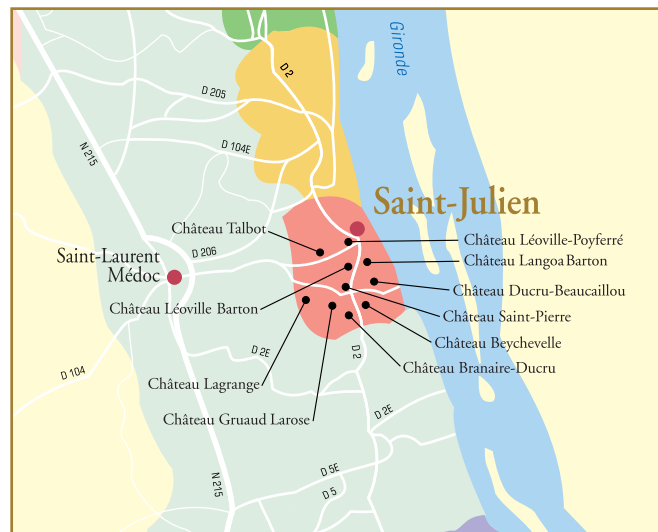 Gironde
D 2
D 205
D 104E
N 215
Saint-Julien
Château Talbot
Château Léoville-Poyferré
Saint-Laurent
Médoc
D 206
Château Langoa Barton
Château Ducru-Beaucaillou
Château Léoville Barton
Château Saint-Pierre
Château Beychevelle
D 2E
D 2
Château Branaire-Ducru
D 104
Château Lagrange
Château Gruaud Larose
D 2E
D 5E
N 215
D 5